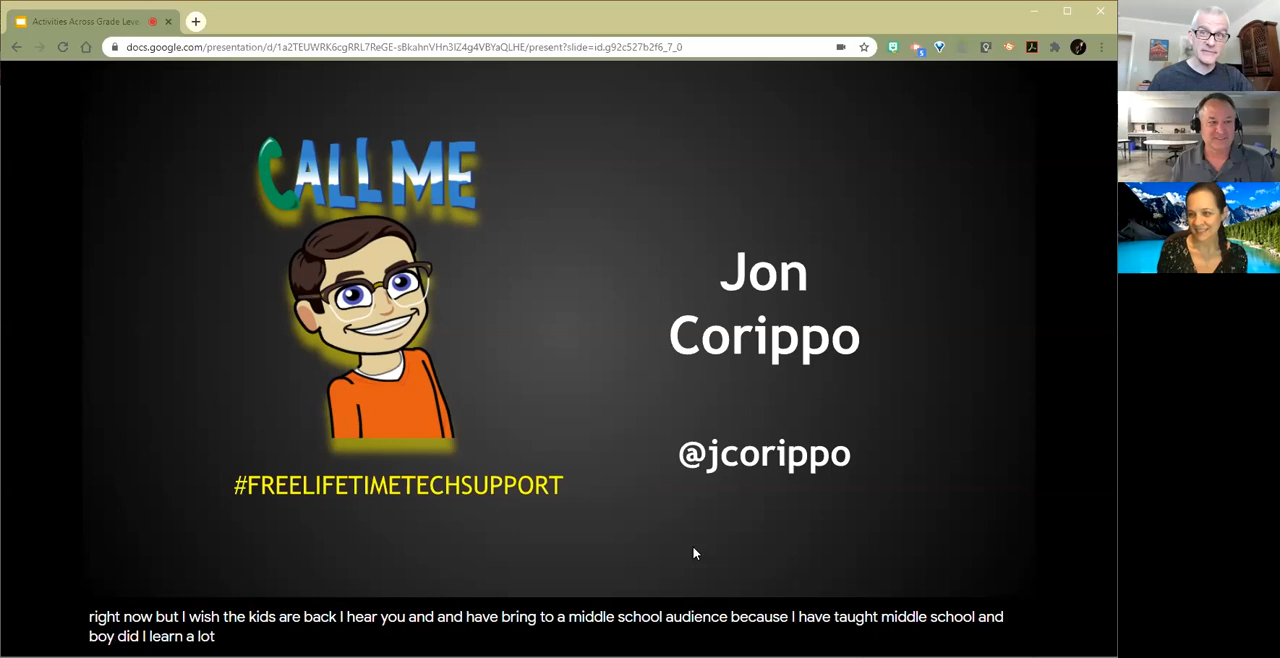 Activities Across Grade Leve
docs.google.com/presentation/d/1a2TEUWRK6cgRRL7ReGE-sBkahnVHn3IZ4g4VBYaQLHE/present?slide=id.g92c527b2f6_7_0
5
CALL ME
Jon
Corippo
@jcorippo
#FREELIFETIMETECHSUPPORT
right now but I wish the kids are back I hear you and and have bring to a middle school audience because I have taught middle school and
boy did I learn a lot